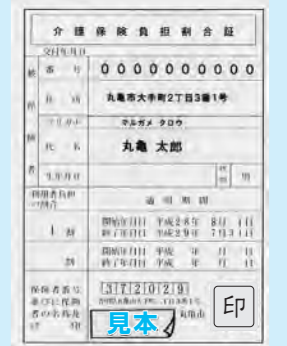 介護保険負担割合証
交付年月日
番号 0000000000
住所 丸亀市大手町2丁目3番1号
フリガナ マルガメ タロウ
氏名 丸亀 太郎
生年月日 性別 男
利用者負担の割合 適用期間
1割 開始年月日 平成28年 8月 1日
終了年月日 平成29年 7月31日
開始年月日 平成 年 月 日
終了年月日 平成 年 月 日
保険者番号 372029
並びに保険
者の名称及
び印 丸亀市
見本
印